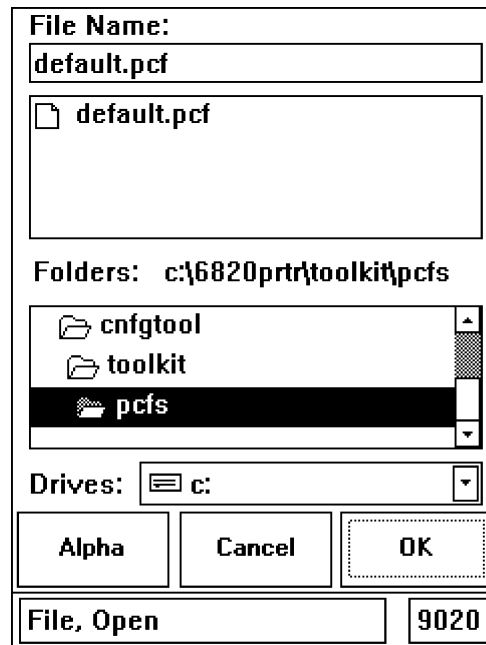 File Name:
default.pcf
default.pcf
Folders: c:\6820prtr\toolkit\pcfs
cnfgtool
toolkit
pcfs
Drives: c:
Alpha Cancel OK
File, Open 9020